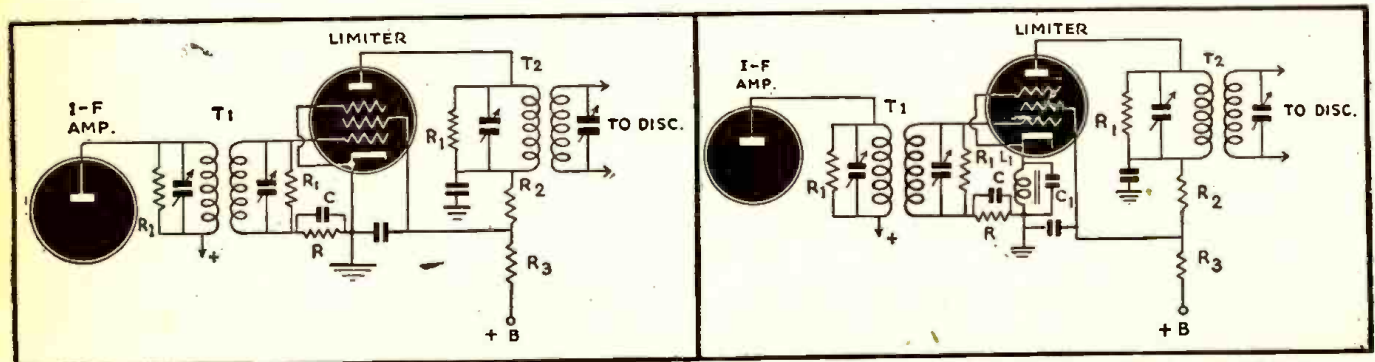 LIMITER
I-F
AMP.
T1
T2
R1
R1
R1
C
R
TO DISC.
R2
R3
+
+ B
LIMITER
I-F
AMP.
T1
T2
R1
R1
L1
C
C1
R
R1
TO DISC.
R2
R3
+
+ B